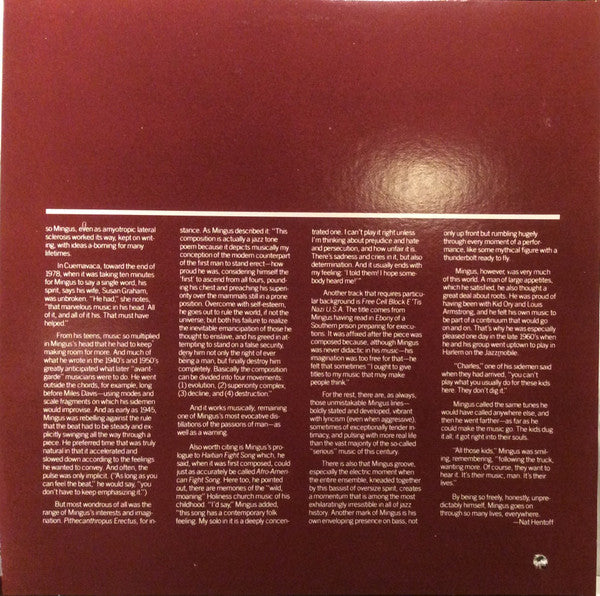 so Mingus, even as amyotropic lateral
sclerosis worked its way, kept on writ-
ing, with ideas a-borning for many
lifetimes.
In Cuernavaca, toward the end of
1978, when it was taking ten minutes
for Mingus to say a single word, his
spirit, says his wife, Susan Graham,
was unbroken. "He had," she notes,
"that marvelous music in his head. All
of it, and all of it his. That must have
helped."
From his teens, music so multiplied
in Mingus's head that he had to keep
making room for more. And much of
what he wrote in the 1940's and 1950's
greatly anticipated what later "avant-
garde" musicians were to do. He went
outside the chords, for example, long
before Miles Davis—using modes and
scale fragments on which his sidemen
would improvise. And as early as 1945,
Mingus was rebelling against the rule
that the beat had to be steady and ex-
plicitly swinging all the way through a
piece. He preferred time that was truly
natural in that it accelerated and
slowed down according to the feelings
he wanted to convey. And often, the
pulse was only implicit. ("As long as you
can feel the beat," he would say, "you
don't have to keep emphasizing it.")
But most wondrous of all was the
range of Mingus's interests and imagi-
nation. Pithecanthropus Erectus, for in-
stance. As Mingus described it: "This
composition is actually a jazz tone
poem because it depicts musically my
conception of the modern counterpart
of the first man to stand erect—how
proud he was, considering himself the
'first' to ascend from all fours, pound-
ing his chest and preaching his superi-
ority over the mammals still in a prone
position. Overcome with self-esteem,
he goes out to rule the world, if not the
universe; but both his failure to realize
the inevitable emancipation of those he
thought to enslave, and his greed in at-
tempting to stand on a false security,
deny him not only the right of ever
being a man, but finally destroy him
completely. Basically the composition
can be divided into four movements:
(1) evolution, (2) superiority complex,
(3) decline, and (4) destruction."
And it works musically, remaining
one of Mingus's most evocative dis-
tillations of the passions of man—as
well as a warning.
Also worth citing is Mingus's pro-
logue to Haitian Fight Song which, he
said, when it was first composed, could
just as accurately be called Afro-Ameri-
can Fight Song. Here too, he pointed
out, there are memories of the "wild,
moaning" Holiness church music of his
childhood. "I'd say," Mingus added,
"this song has a contemporary folk
feeling. My solo in it is a deeply concen-
trated one. I can't play it right unless
I'm thinking about prejudice and hate
and persecution, and how unfair it is.
There's sadness and cries in it, but also
determination. And it usually ends with
my feeling: 'I told them! I hope some-
body heard me!'"
Another track that requires particu-
lar background is Free Cell Block F 'Tis
Nazi U.S.A. The title comes from
Mingus having read in Ebony of a
Southern prison preparing for execu-
tions. It was affixed after the piece was
composed because, although Mingus
was never didactic in his music—his
imagination was too free for that—he
felt that sometimes "I ought to give
titles to my music that may make
people think."
For the rest, there are, as always,
those unmistakable Mingus lines—
boldly stated and developed, vibrant
with lyricism (even when aggressive),
sometimes of exceptionally tender in-
timacy, and pulsing with more real life
than the vast majority of the so-called
"serious" music of this century.
There is also that Mingus groove,
especially the electric moment when
the entire ensemble, kneaded together
by this bassist of oversize spirit, creates
a momentum that is among the most
exhilaratingly irresistible in all of jazz
history. Another mark of Mingus is his
own enveloping presence on bass, not
only up front but rumbling hugely
through every moment of a perfor-
mance, like some mythical figure with a
thunderbolt ready to fly.
Mingus, however, was very much
of this world. A man of large appetites,
which he satisfied, he also thought a
great deal about roots. He was proud of
having been with Kid Ory and Louis
Armstrong, and he felt his own music to
be part of a continuum that would go
on and on. That's why he was especially
pleased one day in the late 1960's when
he and his group went uptown to play in
Harlem on the Jazzmobile.
"Charles," one of his sidemen said
when they had arrived, "you can't
play what you usually do for these kids
here. They don't dig it."
Mingus called the same tunes he
would have called anywhere else, and
then he went farther—as far as he
could make the music go. The kids dug
it all; it got right into their souls.
"All those kids," Mingus was smil-
ing, remembering, "following the truck,
wanting more. Of course, they want to
hear it. It's their music, man. It's their
lives."
By being so freely, honestly, unpre-
dictably himself, Mingus goes on
through so many lives, everywhere.
—Nat Hentoff